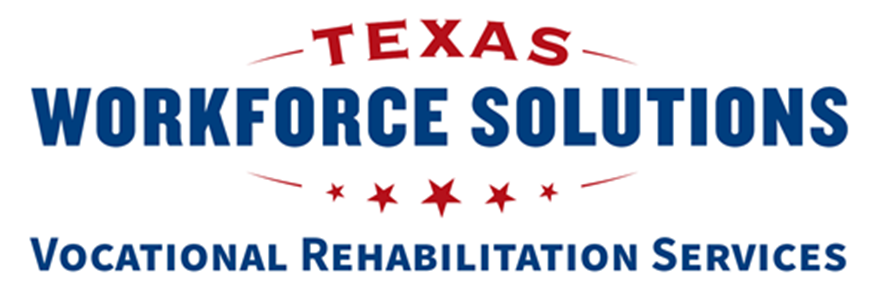 TEXAS
WORKFORCE SOLUTIONS
VOCATIONAL REHABILITATION SERVICES